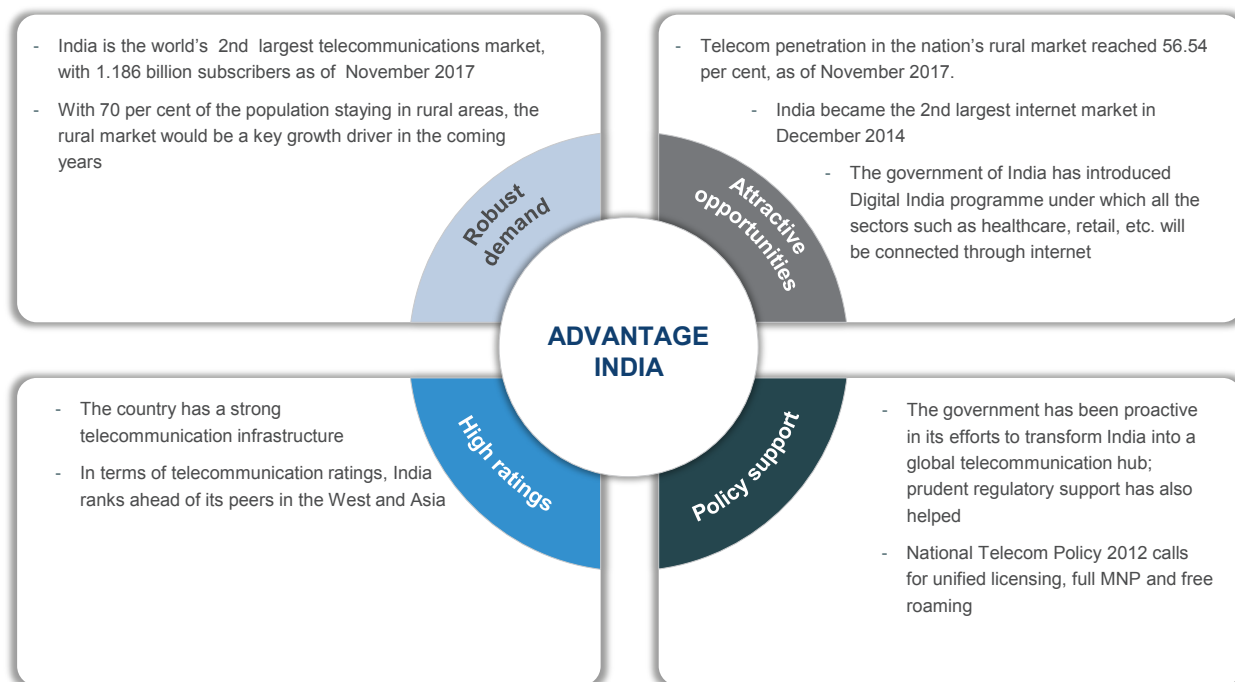 - India is the world's 2nd largest telecommunications market,
with 1.186 billion subscribers as of November 2017
- With 70 per cent of the population staying in rural areas, the
rural market would be a key growth driver in the coming
years
Robust
demand
- Telecom penetration in the nation's rural market reached 56.54
per cent, as of November 2017.
- India became the 2nd largest internet market in
December 2014
- The government of India has introduced
Digital India programme under which all the
sectors such as healthcare, retail, etc. will
be connected through internet
Attractive
opportunities
ADVANTAGE
INDIA
- The country has a strong
telecommunication infrastructure
- In terms of telecommunication ratings, India
ranks ahead of its peers in the West and Asia
High ratings
Policy support
- The government has been proactive
in its efforts to transform India into a
global telecommunication hub;
prudent regulatory support has also
helped
- National Telecom Policy 2012 calls
for unified licensing, full MNP and free
roaming